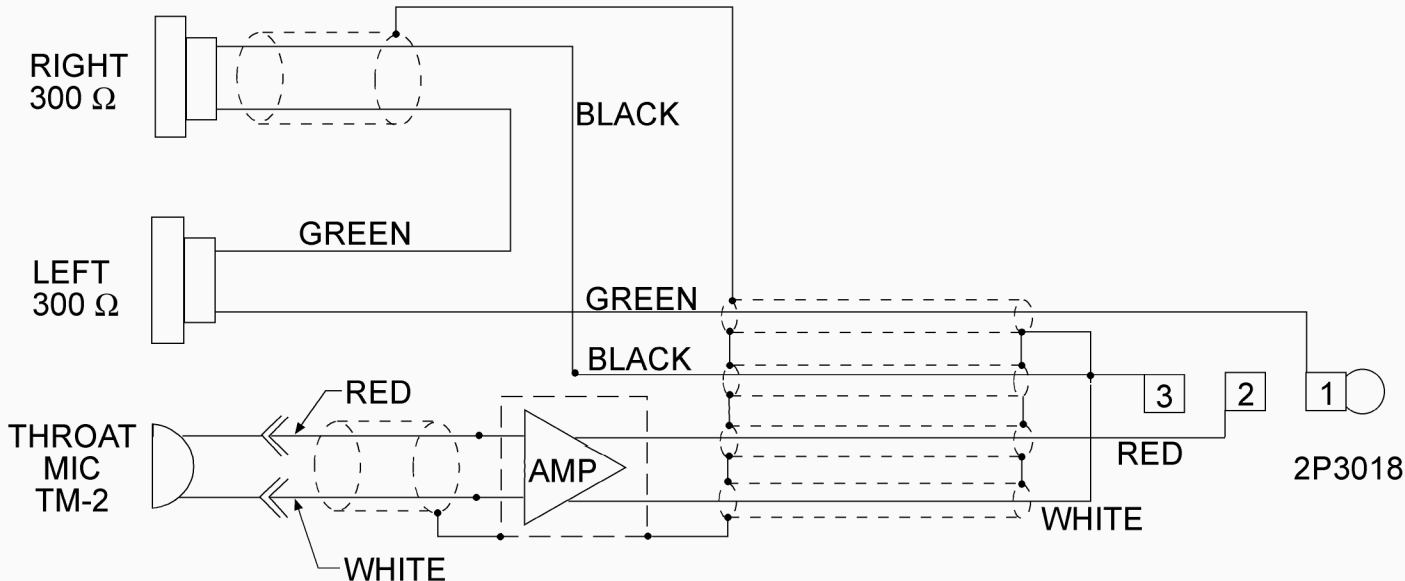 RIGHT
300 Ω
BLACK
GREEN
LEFT
300 Ω
GREEN
BLACK
RED
3
2
1
THROAT
MIC
TM-2
AMP
RED
2P3018
WHITE
WHITE